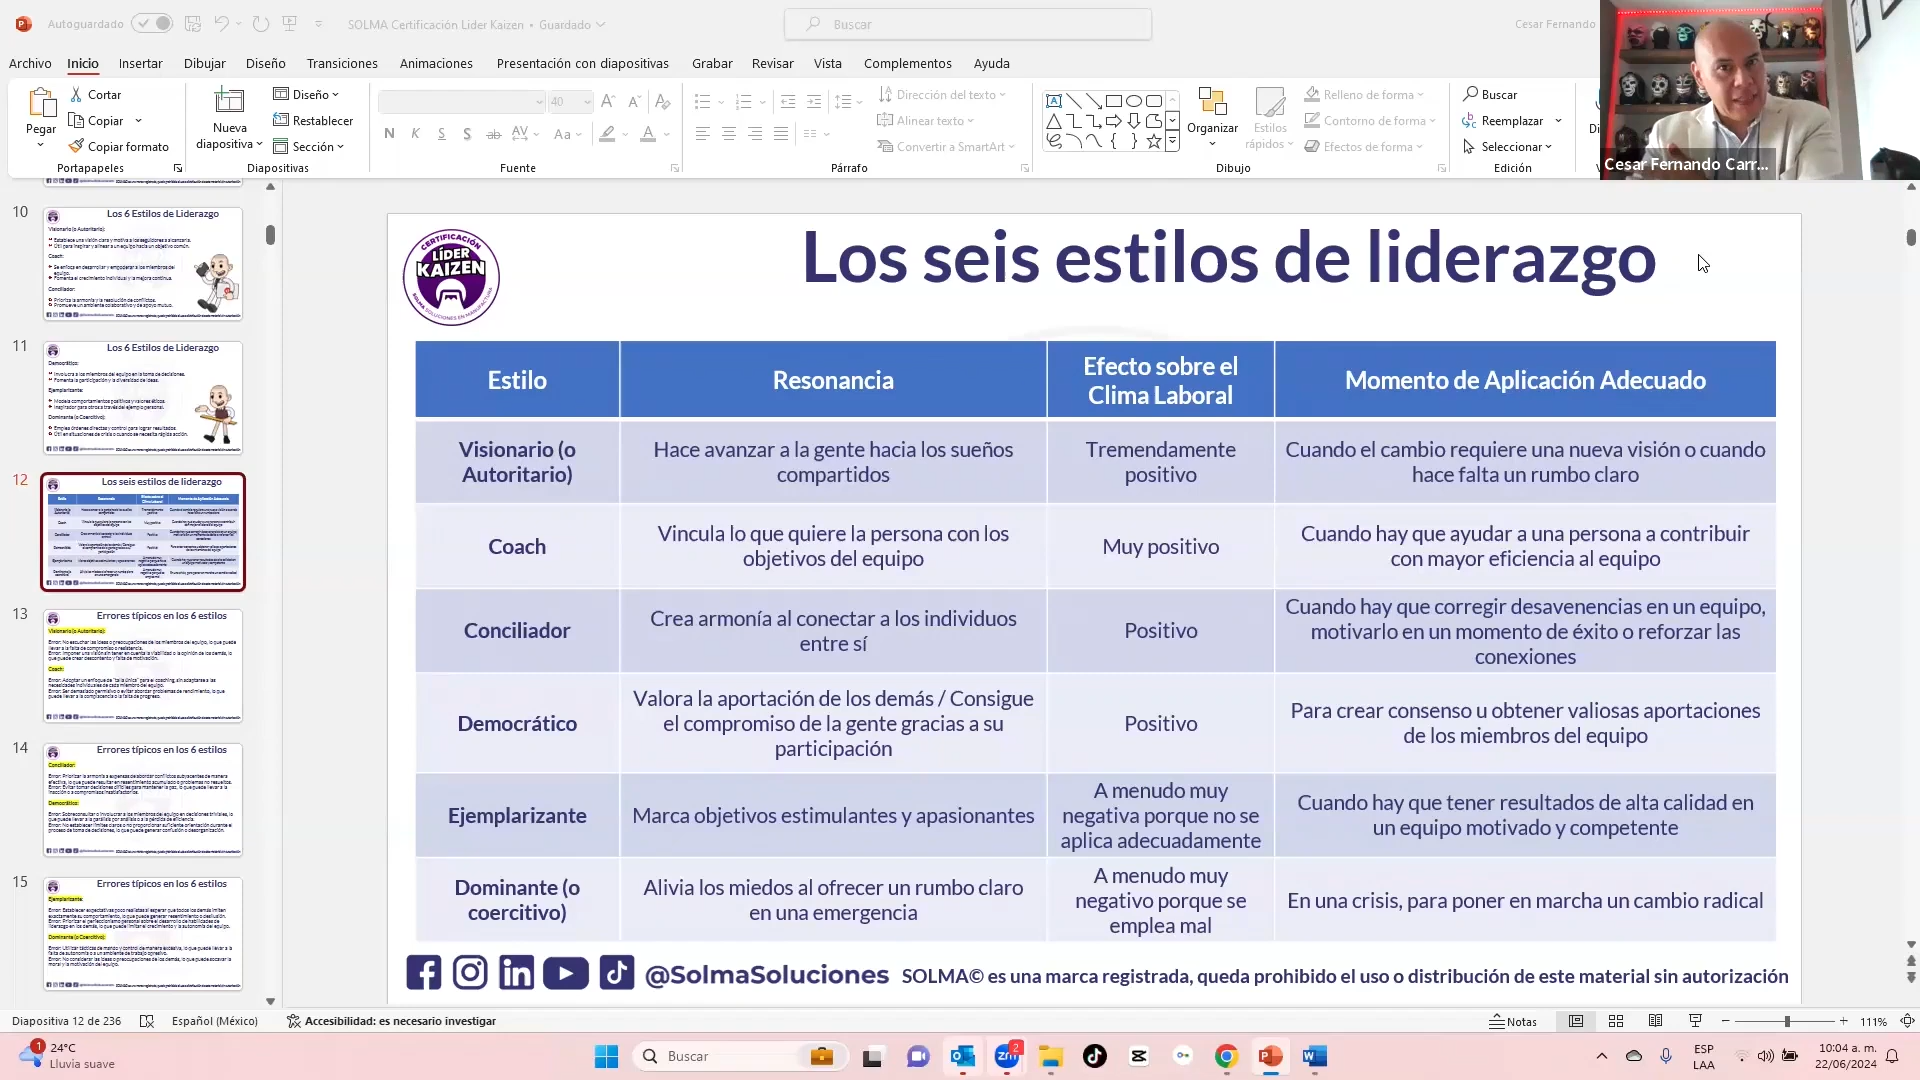 Autoguardado
SOLMA Certificación Lider Kaizen • Guardado
Buscar
Cesar Fernando
Archivo Inicio Insertar Dibujar Diseño Transiciones Animaciones Presentación con diapositivas Grabar Revisar Vista Complementos Ayuda
Pegar
Cortar
Copiar
Copiar formato
Portapapeles
Nueva
diapositiva
Diseño
Restablecer
Sección
Diapositivas
40
Fuente
Dirección del texto
Alinear texto
Convertir a SmartArt
Párrafo
Organizar
Estilos
rápidos
Relleno de forma
Contorno de forma
Efectos de forma
Dibujo
Buscar
Reemplazar
Seleccionar
Edición
Cesar Fernando Carr...
10
Los 6 Estilos de Liderazgo
11
Los 6 Estilos de Liderazgo
12
Los seis estilos de liderazgo
13
Errores típicos en los 6 estilos
14
Errores típicos en los 6 estilos
15
Errores típicos en los 6 estilos
CERTIFICACIÓN
LÍDER
KAIZEN
SOLMA SOLUCIONES EN MANUFACTURA
Los seis estilos de liderazgo
Estilo
Resonancia
Efecto sobre el
Clima Laboral
Momento de Aplicación Adecuado
Visionario (o
Autoritario)
Hace avanzar a la gente hacia los sueños
compartidos
Tremendamente
positivo
Cuando el cambio requiere una nueva visión o cuando
hace falta un rumbo claro
Coach
Vincula lo que quiere la persona con los
objetivos del equipo
Muy positivo
Cuando hay que ayudar a una persona a contribuir
con mayor eficiencia al equipo
Conciliador
Crea armonía al conectar a los individuos
entre sí
Positivo
Cuando hay que corregir desavenencias en un equipo,
motivarlo en un momento de éxito o reforzar las
conexiones
Democrático
Valora la aportación de los demás / Consigue
el compromiso de la gente gracias a su
participación
Positivo
Para crear consenso u obtener valiosas aportaciones
de los miembros del equipo
Ejemplarizante
Marca objetivos estimulantes y apasionantes
A menudo muy
negativa porque no se
aplica adecuadamente
Cuando hay que tener resultados de alta calidad en
un equipo motivado y competente
Dominante (o
coercitivo)
Alivia los miedos al ofrecer un rumbo claro
en una emergencia
A menudo muy
negativo porque se
emplea mal
En una crisis, para poner en marcha un cambio radical
@SolmaSoluciones
SOLMA© es una marca registrada, queda prohibido el uso o distribución de este material sin autorización
Diapositiva 12 de 236
Español (México)
Accesibilidad: es necesario investigar
Notas
111%
1
24°C
Lluvia suave
Buscar
2
ESP
LAA
10:04 a. m.
22/06/2024